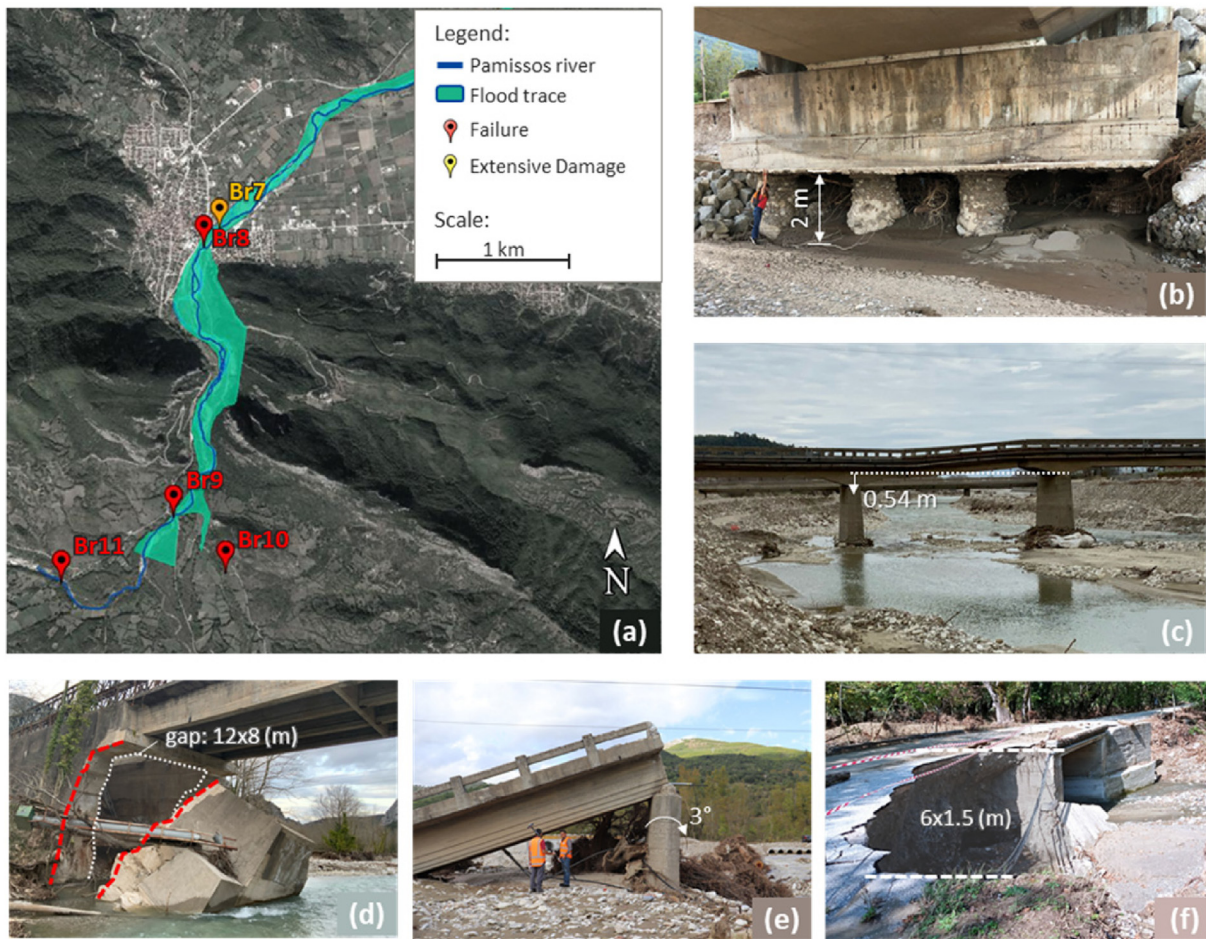 Legend:
Pamissos river
Flood trace
Failure
Extensive Damage
Scale:
1 km
Br7
Br8
Br9
Br10
Br11
N
(a)
2 m
(b)
0.54 m
(c)
gap: 12x8 (m)
(d)
3°
(e)
6x1.5 (m)
(f)